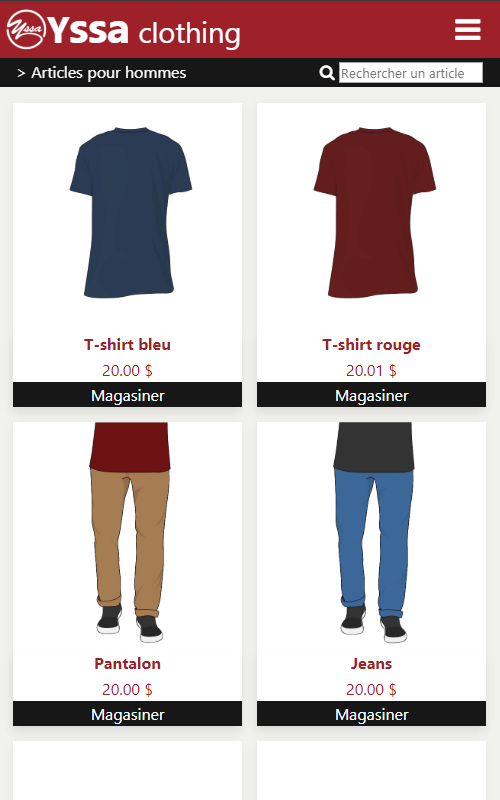 Yssa Yssa clothing
> Articles pour hommes Rechercher un article
T-shirt bleu T-shirt rouge
20.00 $ 20.01 $
Magasiner Magasiner
Pantalon Jeans
20.00 $ 20.00 $
Magasiner Magasiner